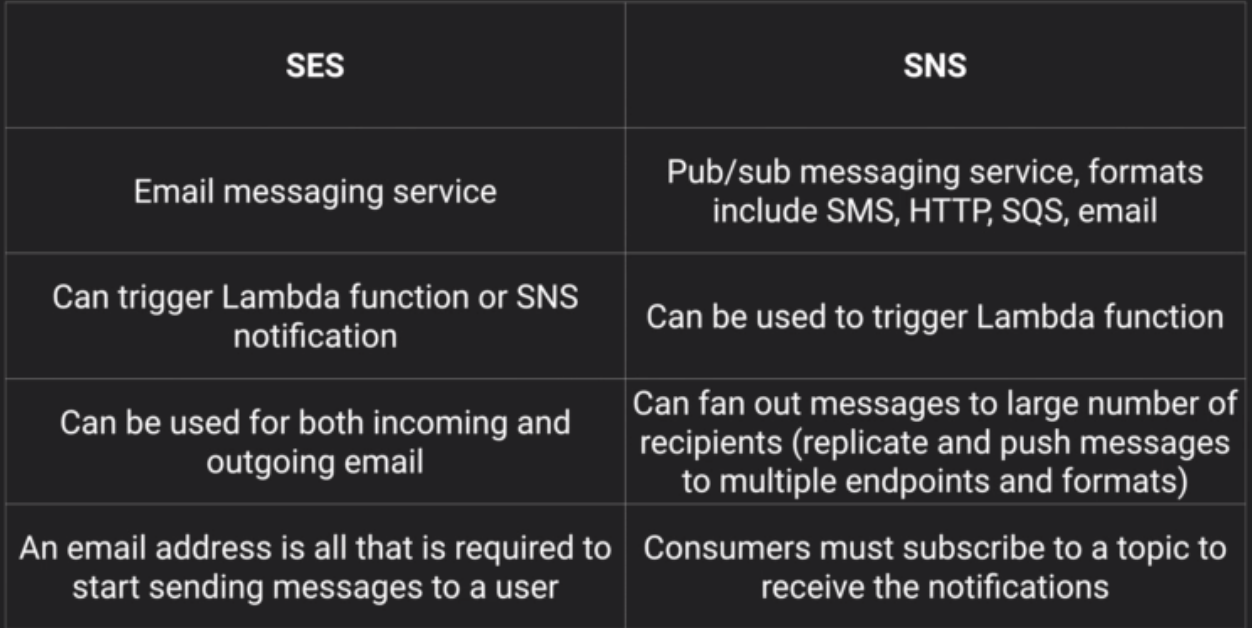 SES
SNS
Email messaging service
Pub/sub messaging service, formats
include SMS, HTTP, SQS, email
Can trigger Lambda function or SNS
notification
Can be used to trigger Lambda function
Can be used for both incoming and
outgoing email
Can fan out messages to large number of
recipients (replicate and push messages
to multiple endpoints and formats)
An email address is all that is required to
start sending messages to a user
Consumers must subscribe to a topic to
receive the notifications